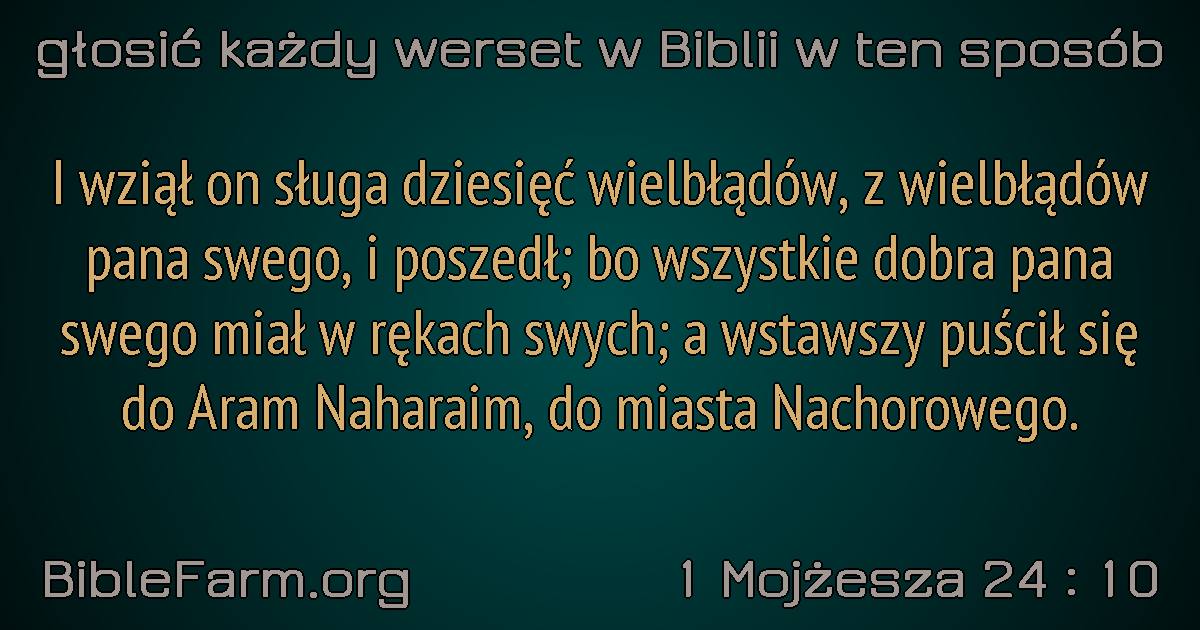 głosić każdy werset w Biblii w ten sposób
I wziął on sługa dziesięć wielbłądów, z wielbłądów
pana swego, i poszedł; bo wszystkie dobra pana
swego miał w rękach swych; a wstawszy puścił się
do Aram Naharaim, do miasta Nachorowego.
BibleFarm.org
1 Mojżesza 24 : 10